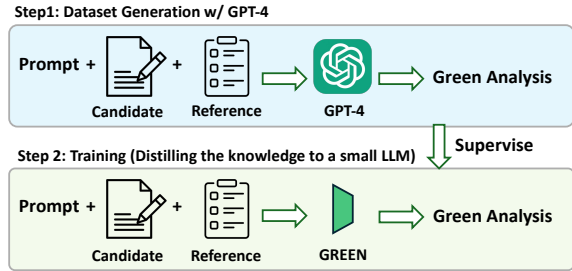 Step1: Dataset Generation w/ GPT-4
Prompt + + Green Analysis
Candidate Reference GPT-4
Supervise
Step 2: Training (Distilling the knowledge to a small LLM)
Prompt + + Green Analysis
Candidate Reference GREEN